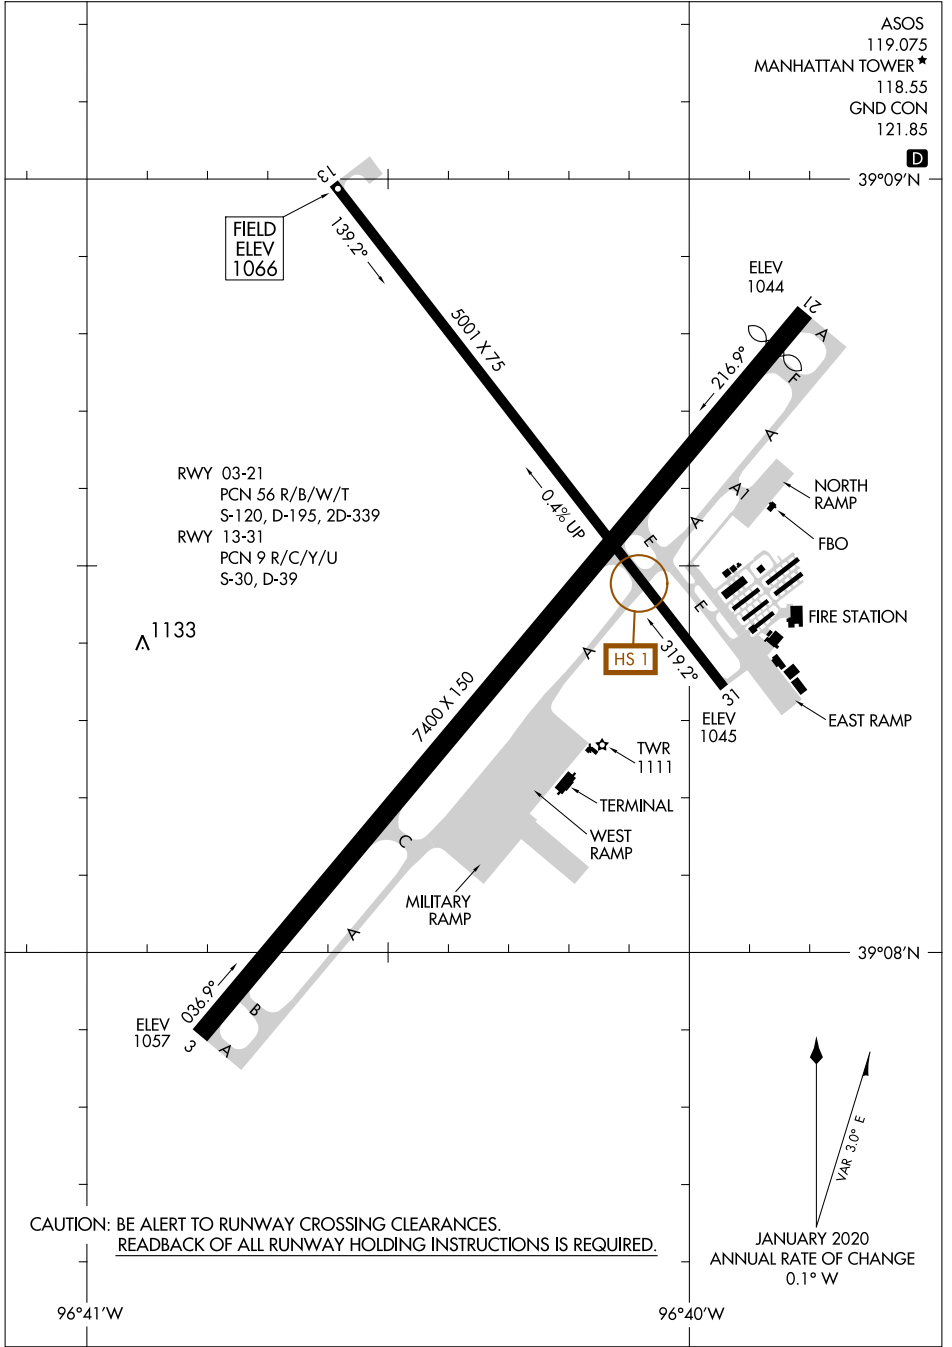 ASOS
119.075
MANHATTAN TOWER ★
118.55
GND CON
121.85
D
39°09'N
13
FIELD
ELEV
1066
139.2°
ELEV
1044
21
A
5001 X 75
216.9°
F
A
RWY 03-21
PCN 56 R/B/W/T
S-120, D-195, 2D-339
RWY 13-31
PCN 9 R/C/Y/U
S-30, D-39
0.4% UP
A1
NORTH
RAMP
A
E
FBO
E
FIRE STATION
1133
A
HS 1
319.2°
31
ELEV
1045
EAST RAMP
7400 X 150
TWR
1111
TERMINAL
WEST
RAMP
C
MILITARY
RAMP
A
39°08'N
036.9°
B
ELEV
1057
3
A
VAR 3.0° E
CAUTION: BE ALERT TO RUNWAY CROSSING CLEARANCES.
READBACK OF ALL RUNWAY HOLDING INSTRUCTIONS IS REQUIRED.
JANUARY 2020
ANNUAL RATE OF CHANGE
0.1° W
96°41'W
96°40'W